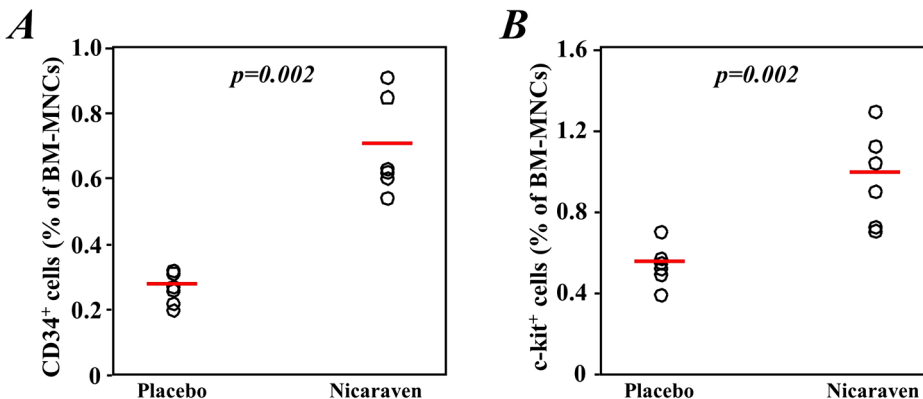 A
CD34+ cells (% of BM-MNCs)
1.0
0.8
0.6
0.4
0.2
0
p=0.002
Placebo
Nicaraven
B
c-kit+ cells (% of BM-MNCs)
1.6
1.2
0.8
0.4
0
p=0.002
Placebo
Nicaraven